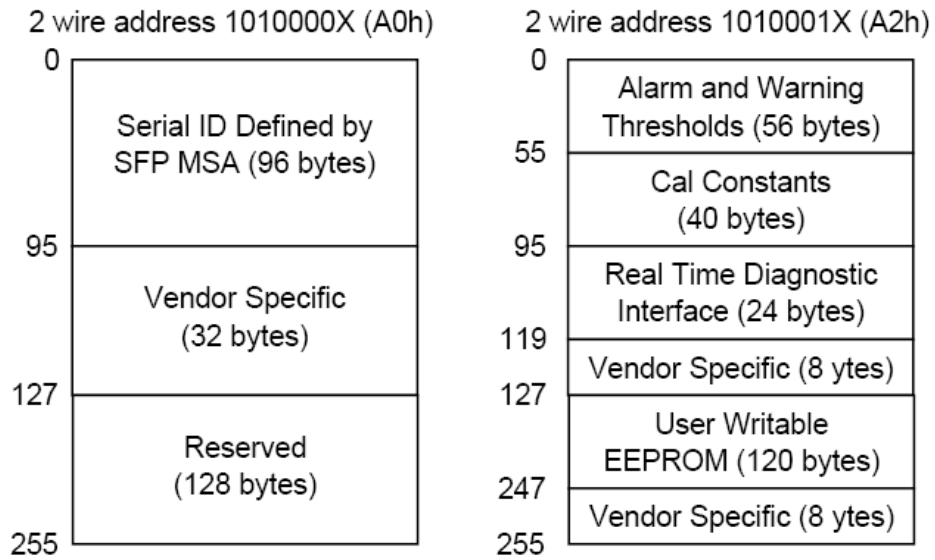 2 wire address 1010000X (A0h)
0
Serial ID Defined by
SFP MSA (96 bytes)
95
Vendor Specific
(32 bytes)
127
Reserved
(128 bytes)
255
2 wire address 1010001X (A2h)
0
Alarm and Warning
Thresholds (56 bytes)
55
Cal Constants
(40 bytes)
95
Real Time Diagnostic
Interface (24 bytes)
119
Vendor Specific (8 ytes)
127
User Writable
EEPROM (120 bytes)
247
Vendor Specific (8 ytes)
255